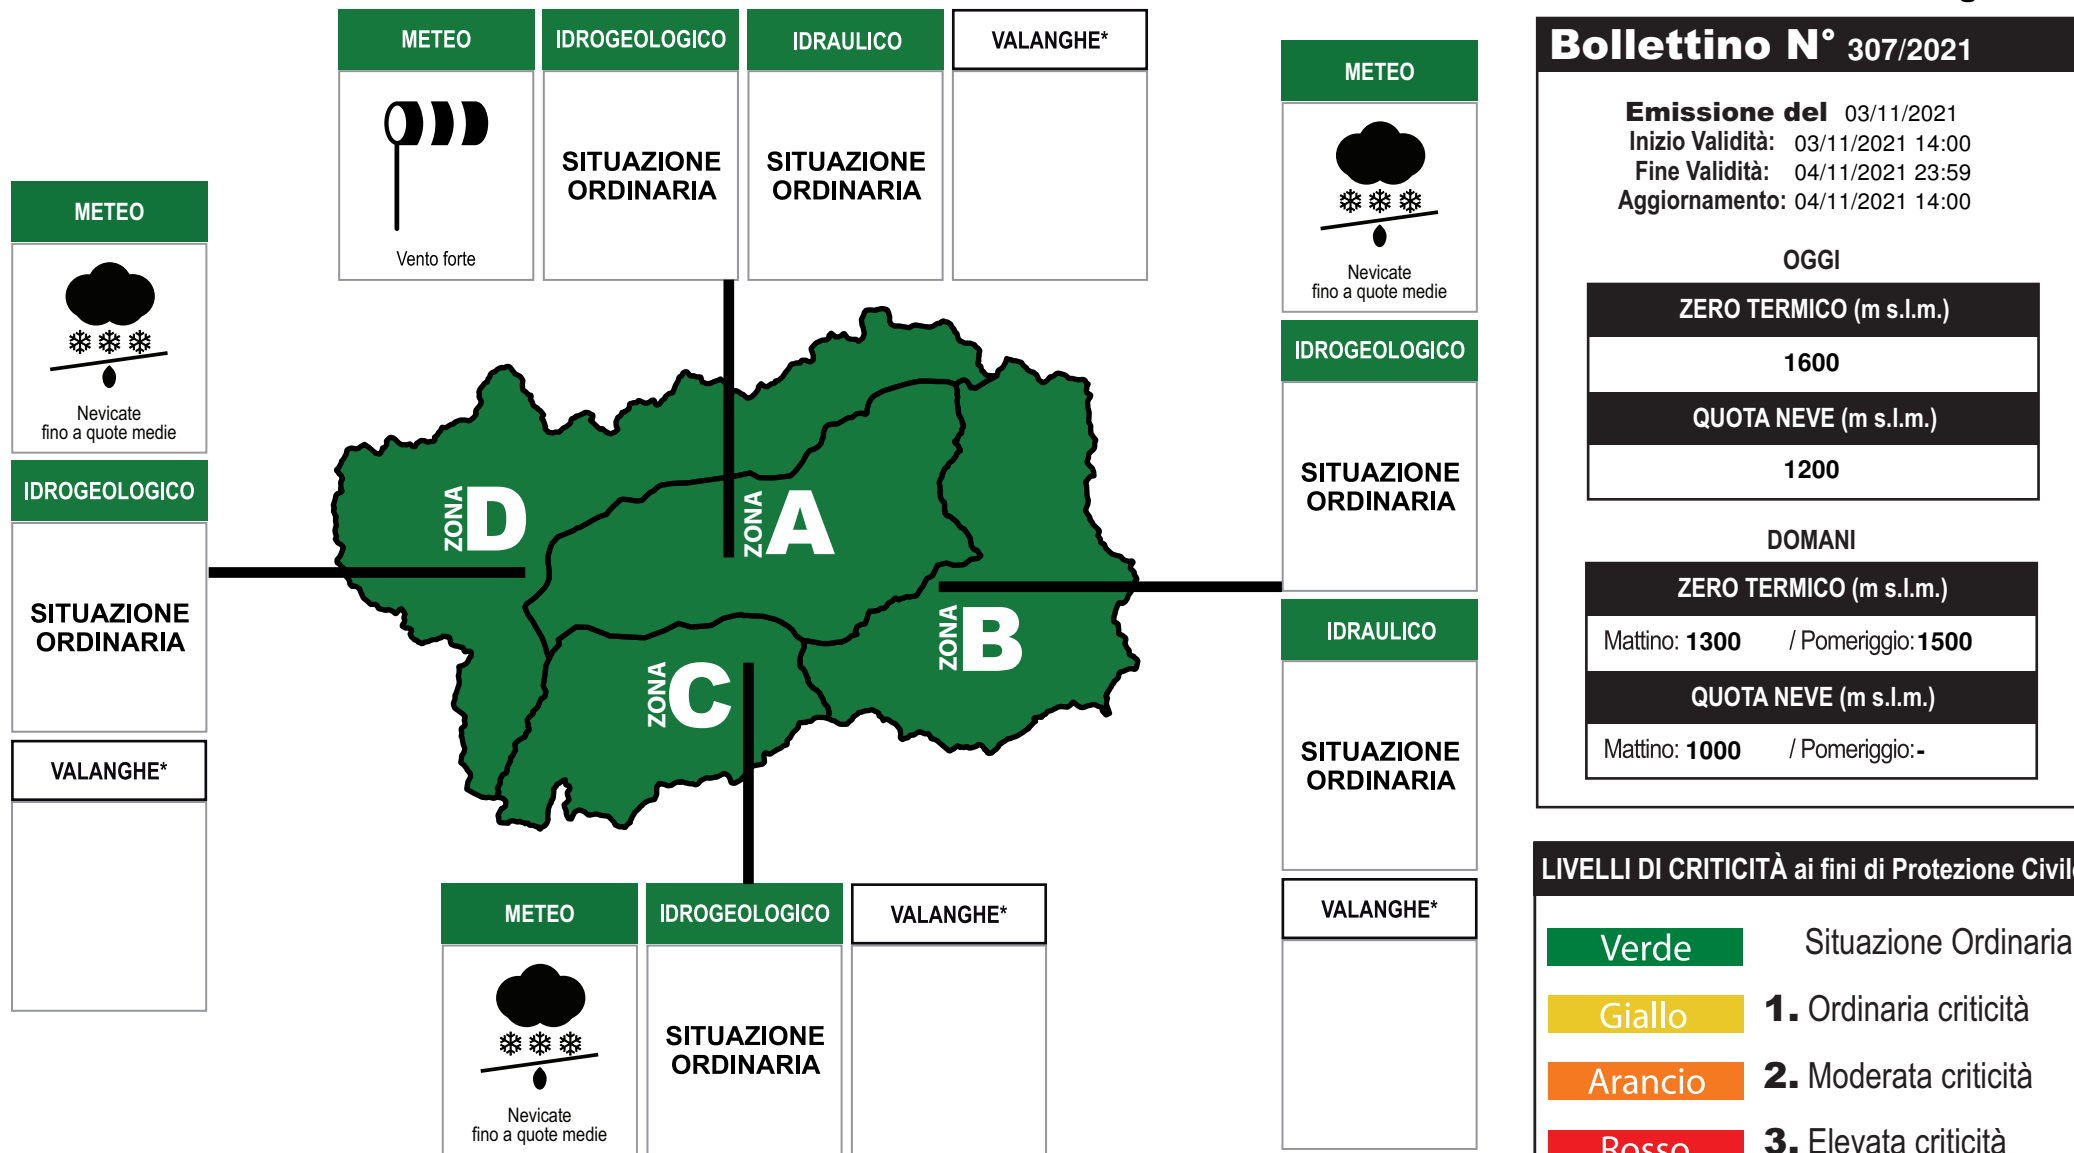 METEO
IDROGEOLOGICO
IDRAULICO
VALANGHE*
Vento forte
SITUAZIONE
ORDINARIA
SITUAZIONE
ORDINARIA
METEO
Nevicate
fino a quote medie
IDROGEOLOGICO
SITUAZIONE
ORDINARIA
VALANGHE*
METEO
Nevicate
fino a quote medie
IDROGEOLOGICO
SITUAZIONE
ORDINARIA
IDRAULICO
SITUAZIONE
ORDINARIA
VALANGHE*
ZONA D
ZONA A
ZONA B
ZONA C
METEO
IDROGEOLOGICO
VALANGHE*
Nevicate
fino a quote medie
SITUAZIONE
ORDINARIA
Bollettino N° 307/2021
Emissione del 03/11/2021
Inizio Validità: 03/11/2021 14:00
Fine Validità: 04/11/2021 23:59
Aggiornamento: 04/11/2021 14:00
OGGI
ZERO TERMICO (m s.l.m.)
1600
QUOTA NEVE (m s.l.m.)
1200
DOMANI
ZERO TERMICO (m s.l.m.)
Mattino: 1300 / Pomeriggio: 1500
QUOTA NEVE (m s.l.m.)
Mattino: 1000 / Pomeriggio: -
LIVELLI DI CRITICITÀ ai fini di Protezione Civile
Verde Situazione Ordinaria
Giallo 1. Ordinaria criticità
Arancio 2. Moderata criticità
Rosso 3. Elevata criticità